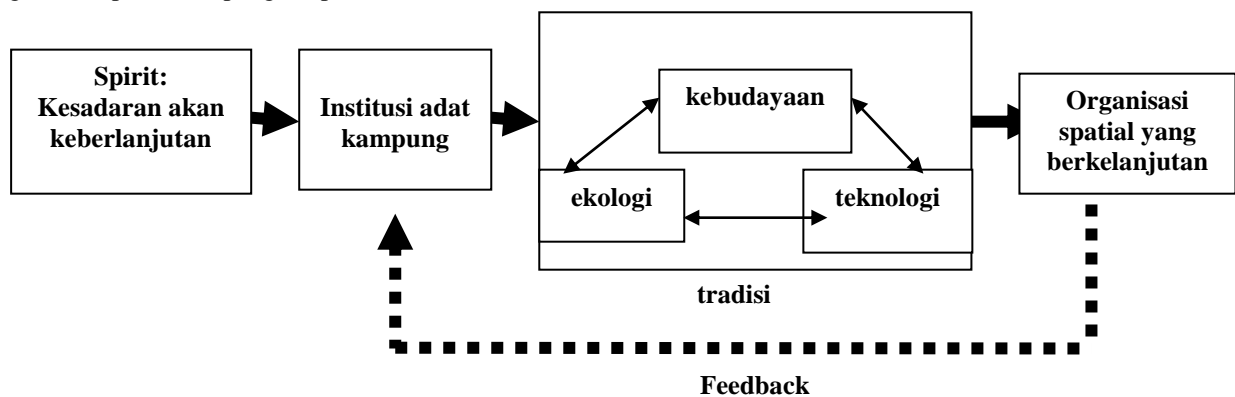 Spirit:
Kesadaran akan
keberlanjutan
Institusi adat
kampung
kebudayaan
ekologi
teknologi
tradisi
Organisasi
spatial yang
berkelanjutan
Feedback